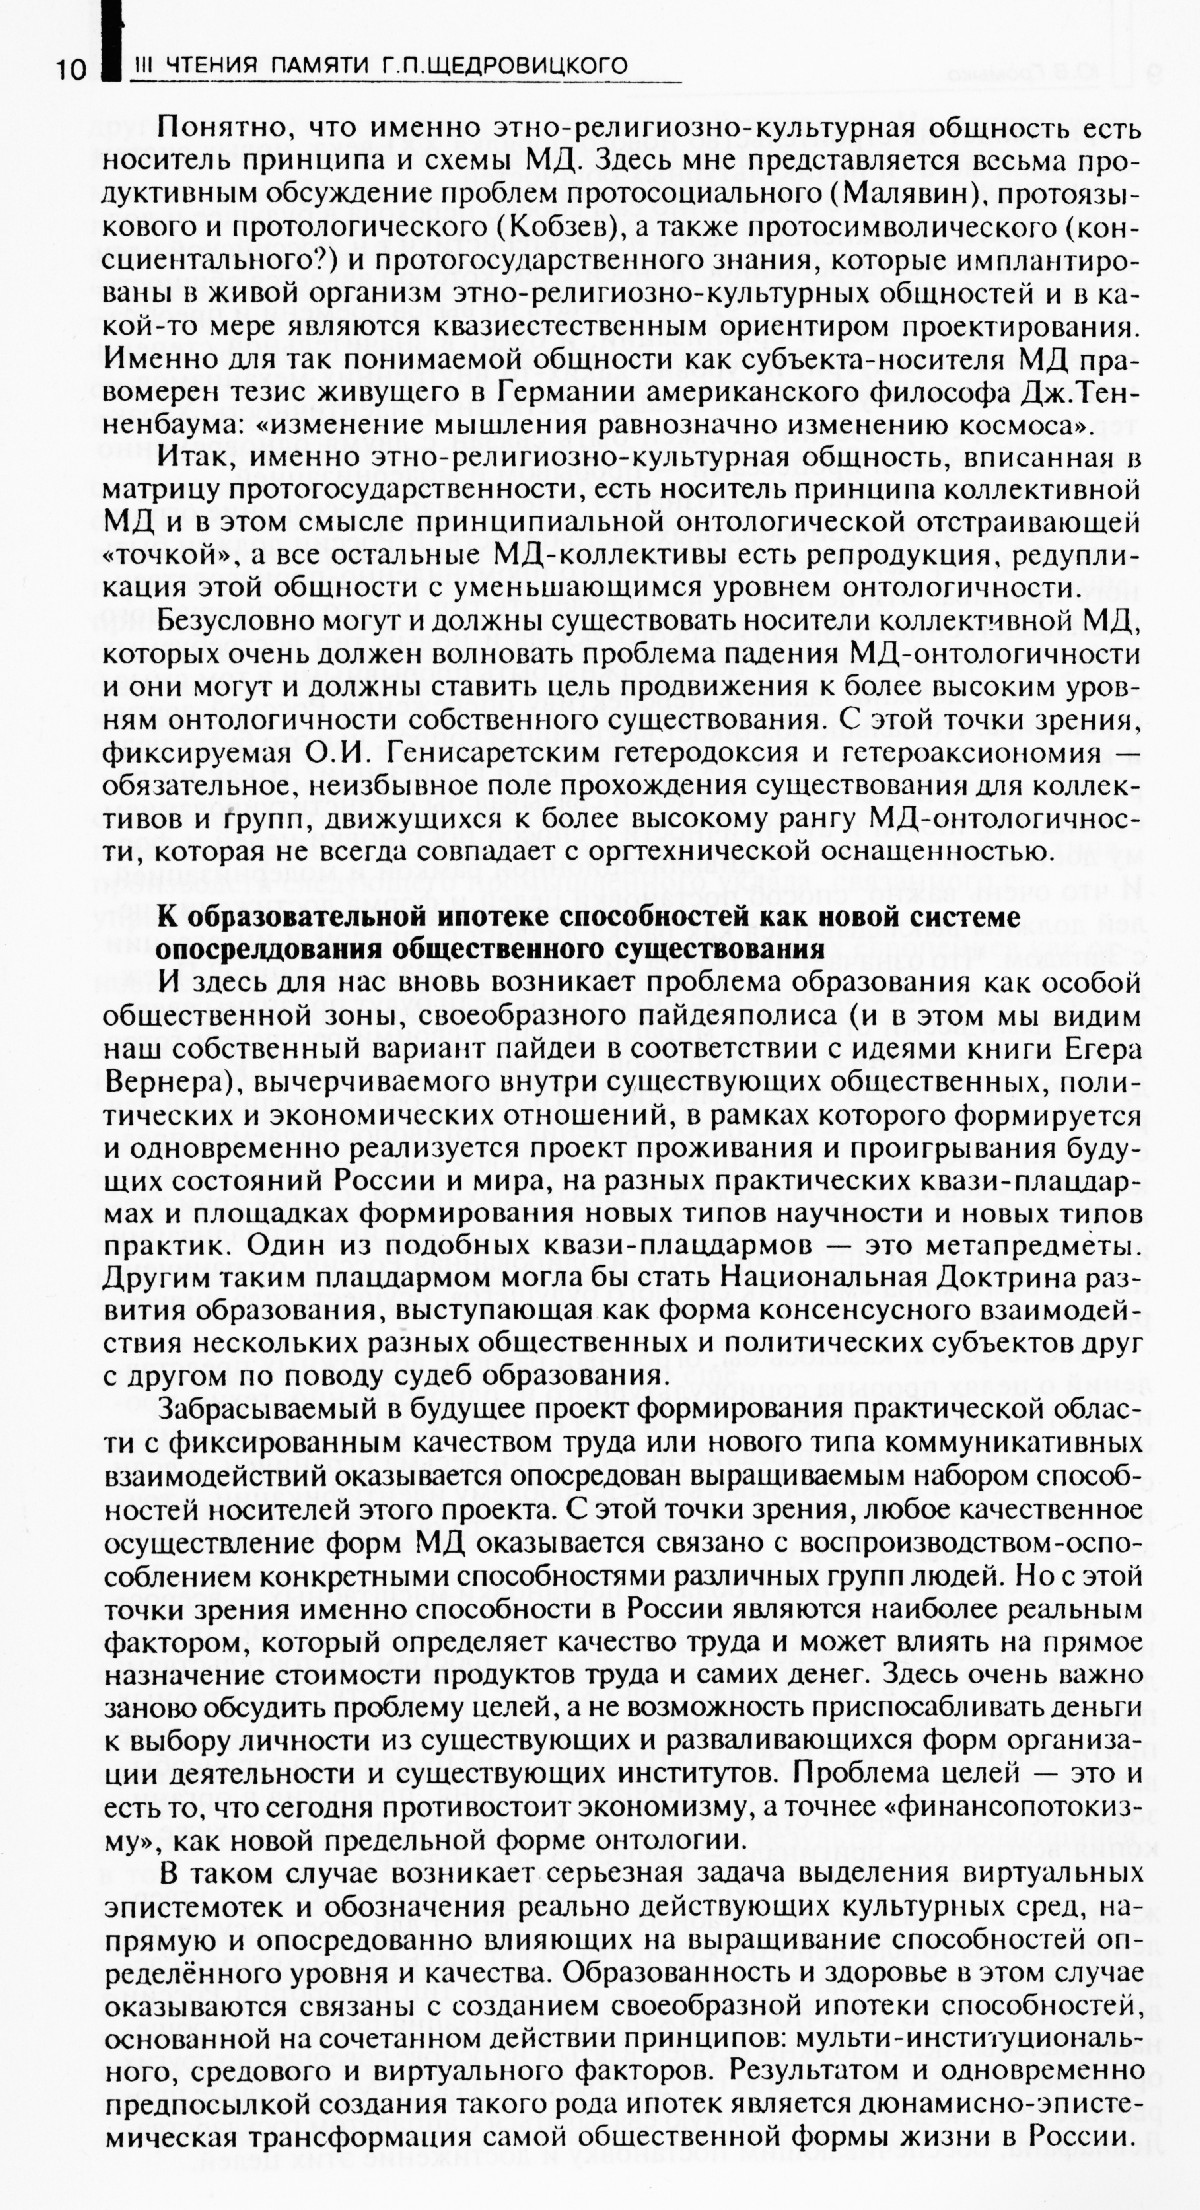 10 III ЧТЕНИЯ ПАМЯТИ Г.П.ЩЕДРОВИЦКОГО
Понятно, что именно этно-религиозно-культурная общность есть
носитель принципа и схемы МД. Здесь мне представляется весьма про-
дуктивным обсуждение проблем протосоциального (Малявин), протоязы-
кового и протологического (Кобзев), а также протосимволического (кон-
сциентального?) и протогосударственного знания, которые имплантиро-
ваны в живой организм этно-религиозно-культурных общностей и в ка-
кой-то мере являются квазиестественным ориентиром проектирования.
Именно для так понимаемой общности как субъекта-носителя МД пра-
вомерен тезис живущего в Германии американского философа Дж.Тен-
ненбаума: «изменение мышления равнозначно изменению космоса».
Итак, именно этно-религиозно-культурная общность, вписанная в
матрицу протогосударственности, есть носитель принципа коллективной
МД и в этом смысле принципиальной онтологической отстраивающей
«точкой», а все остальные МД-коллективы есть репродукция, редупли-
кация этой общности с уменьшающимся уровнем онтологичности.
Безусловно могут и должны существовать носители коллективной МД,
которых очень должен волновать проблема падения МД-онтологичности
и они могут и должны ставить цель продвижения к более высоким уров-
ням онтологичности собственного существования. С этой точки зрения,
фиксируемая О.И. Генисаретским гетеродоксия и гетероаксиономия —
обязательное, неизбывное поле прохождения существования для коллек-
тивов и групп, движущихся к более высокому рангу МД-онтологичнос-
ти, которая не всегда совпадает с оргтехнической оснащенностью.
К образовательной ипотеке способностей как новой системе
опосрелдования общественного существования
И здесь для нас вновь возникает проблема образования как особой
общественной зоны, своеобразного пайдеяполиса (и в этом мы видим
наш собственный вариант пайдеи в соответствии с идеями книги Егера
Вернера), вычерчиваемого внутри существующих общественных, поли-
тических и экономических отношений, в рамках которого формируется
и одновременно реализуется проект проживания и проигрывания буду-
щих состояний России и мира, на разных практических квази-плацдар-
мах и площадках формирования новых типов научности и новых типов
практик. Один из подобных квази-плацдармов — это метапредметы.
Другим таким плацдармом могла бы стать Национальная Доктрина раз-
вития образования, выступающая как форма консенсусного взаимодей-
ствия нескольких разных общественных и политических субъектов друг
с другом по поводу судеб образования.
Забрасываемый в будущее проект формирования практической облас-
ти с фиксированным качеством труда или нового типа коммуникативных
взаимодействий оказывается опосредован выращиваемым набором способ-
ностей носителей этого проекта. С этой точки зрения, любое качественное
осуществление форм МД оказывается связано с воспроизводством-оспо-
соблением конкретными способностями различных групп людей. Но с этой
точки зрения именно способности в России являются наиболее реальным
фактором, который определяет качество труда и может влиять на прямое
назначение стоимости продуктов труда и самих денег. Здесь очень важно
заново обсудить проблему целей, а не возможность приспосабливать деньги
к выбору личности из существующих и разваливающихся форм организа-
ции деятельности и существующих институтов. Проблема целей — это и
есть то, что сегодня противостоит экономизму, а точнее «финансопотокиз-
му», как новой предельной форме онтологии.
В таком случае возникает серьезная задача выделения виртуальных
эпистемотек и обозначения реально действующих культурных сред, на-
прямую и опосредованно влияющих на выращивание способностей оп-
ределённого уровня и качества. Образованность и здоровье в этом случае
оказываются связаны с созданием своеобразной ипотеки способностей,
основанной на сочетанном действии принципов: мульти-институциональ-
ного, средового и виртуального факторов. Результатом и одновременно
предпосылкой создания такого рода ипотек является дюнамисно-эписте-
мическая трансформация самой общественной формы жизни в России.